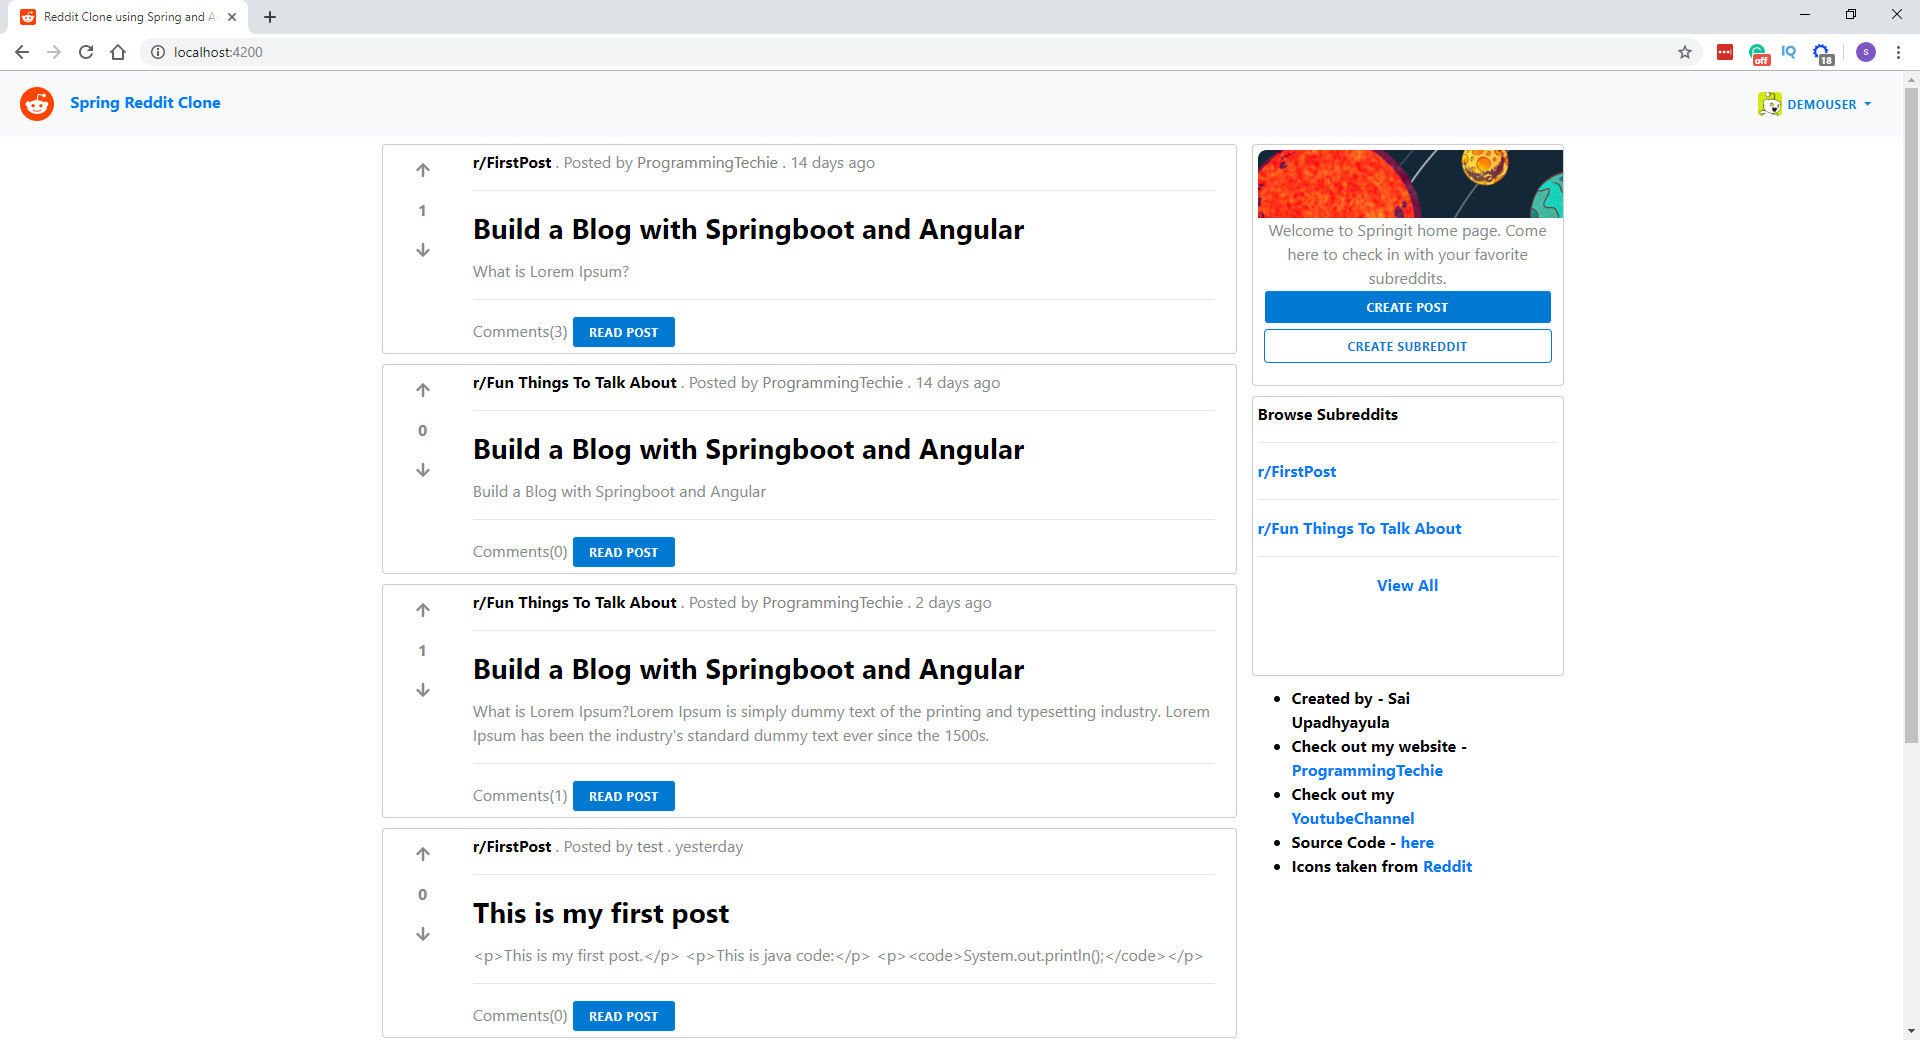 Reddit Clone using Spring and A
localhost:4200
off
IQ
18
S
Spring Reddit Clone
DEMOUSER
r/FirstPost . Posted by ProgrammingTechie . 14 days ago
1
Build a Blog with Springboot and Angular
What is Lorem Ipsum?
Comments(3) READ POST
r/Fun Things To Talk About . Posted by ProgrammingTechie . 14 days ago
0
Build a Blog with Springboot and Angular
Build a Blog with Springboot and Angular
Comments(0) READ POST
r/Fun Things To Talk About . Posted by ProgrammingTechie . 2 days ago
1
Build a Blog with Springboot and Angular
What is Lorem Ipsum?Lorem Ipsum is simply dummy text of the printing and typesetting industry. Lorem
Ipsum has been the industry's standard dummy text ever since the 1500s.
Comments(1) READ POST
r/FirstPost . Posted by test . yesterday
0
This is my first post
<p>This is my first post.</p> <p>This is java code:</p> <p><code>System.out.println();</code></p>
Comments(0) READ POST
Welcome to Springit home page. Come
here to check in with your favorite
subreddits.
CREATE POST
CREATE SUBREDDIT
Browse Subreddits
r/FirstPost
r/Fun Things To Talk About
View All
Created by - Sai
Upadhyayula
Check out my website -
ProgrammingTechie
Check out my
YoutubeChannel
Source Code - here
Icons taken from Reddit